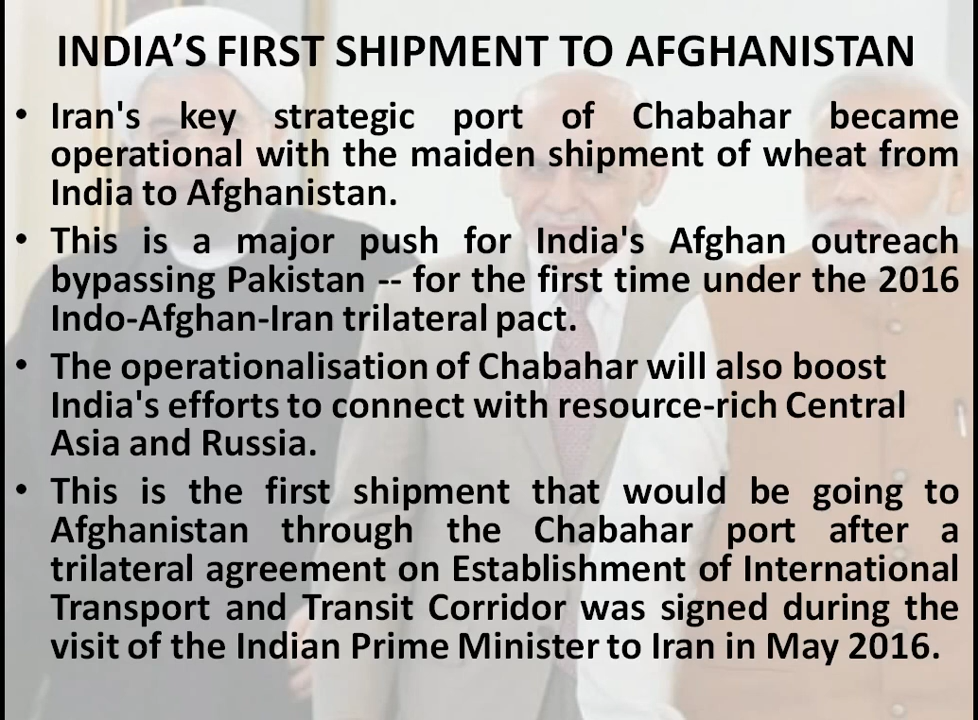 INDIA'S FIRST SHIPMENT TO AFGHANISTAN
• Iran's key strategic port of Chabahar became
operational with the maiden shipment of wheat from
India to Afghanistan.
• This is a major push for India's Afghan outreach
bypassing Pakistan -- for the first time under the 2016
Indo-Afghan-Iran trilateral pact.
• The operationalisation of Chabahar will also boost
India's efforts to connect with resource-rich Central
Asia and Russia.
• This is the first shipment that would be going to
Afghanistan through the Chabahar port after a
trilateral agreement on Establishment of International
Transport and Transit Corridor was signed during the
visit of the Indian Prime Minister to Iran in May 2016.